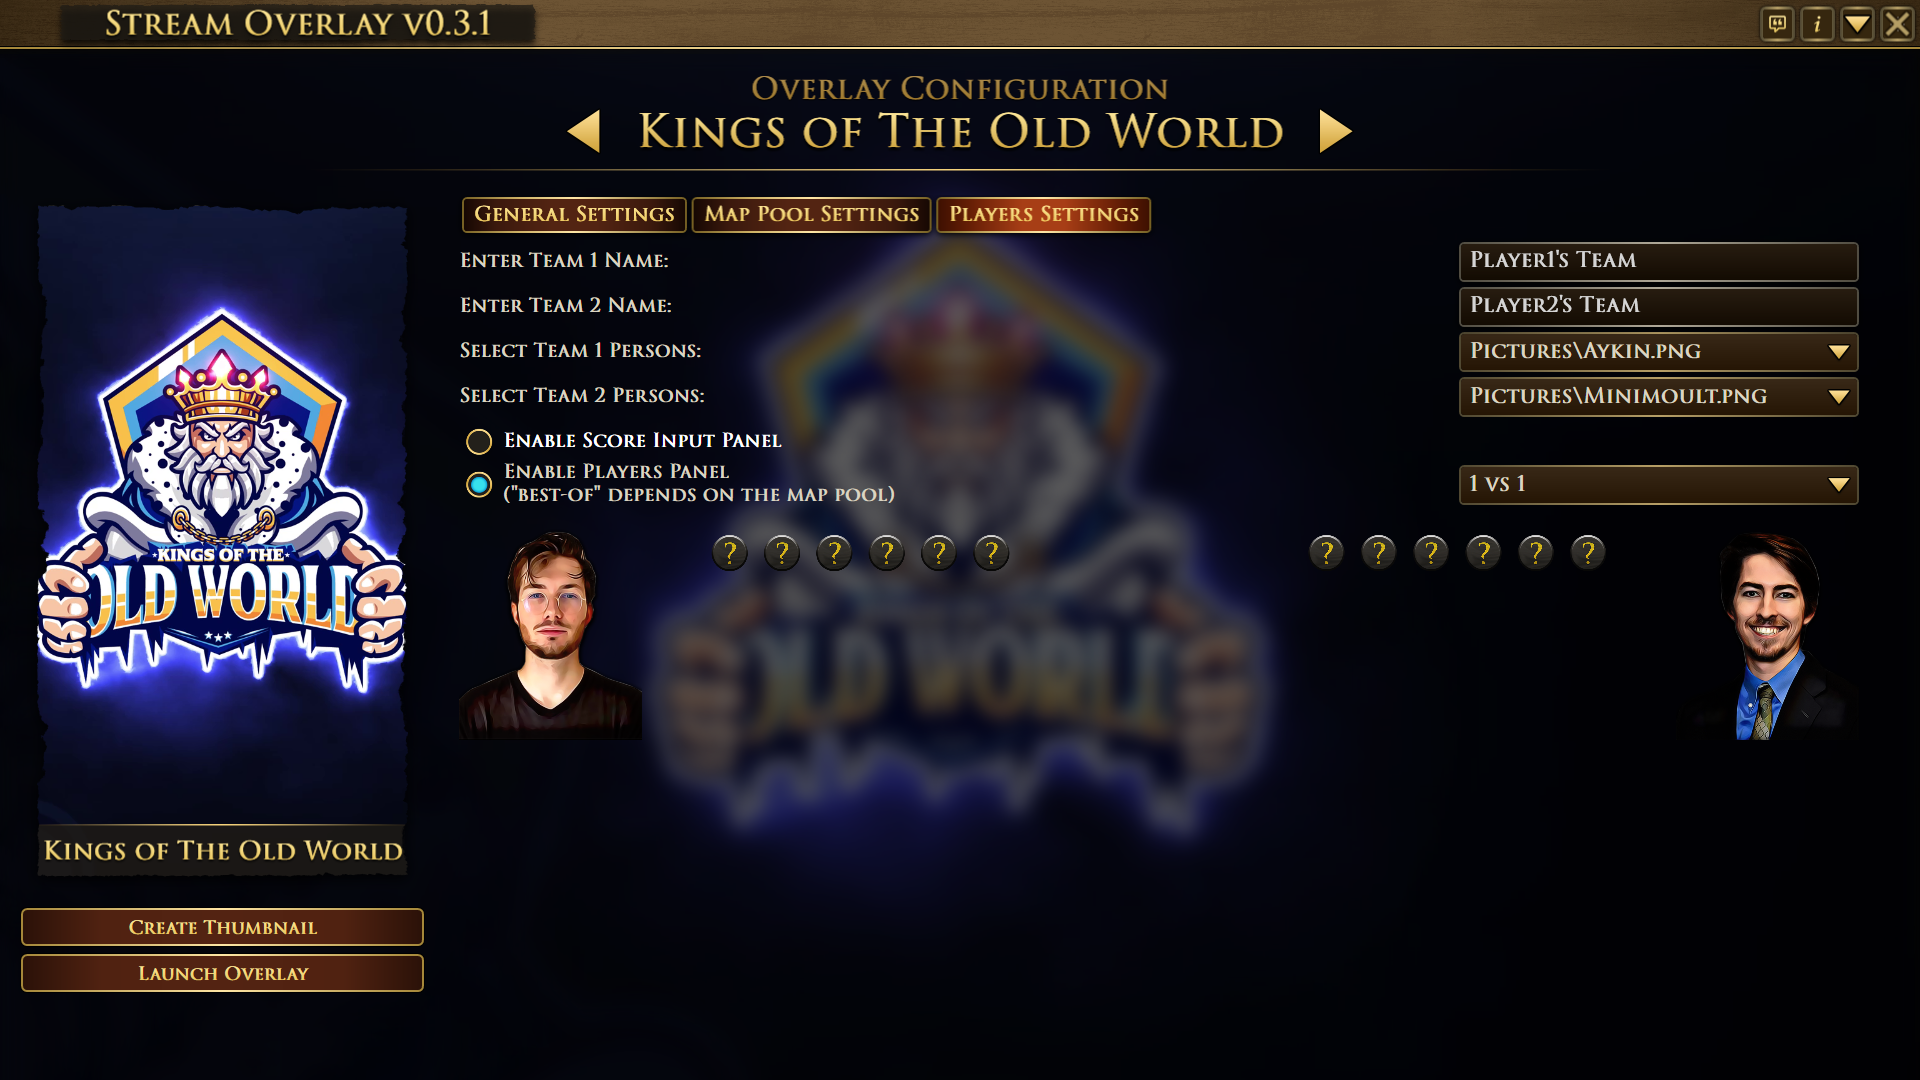 Stream Overlay v0.3.1
Overlay Configuration
Kings of The Old World
General Settings
Map Pool Settings
Players Settings
Enter Team 1 Name:
Player1's Team
Enter Team 2 Name:
Player2's Team
Select Team 1 Persons:
Pictures\Aykin.png
Select Team 2 Persons:
Pictures\Minimoult.png
Enable Score Input Panel
Enable Players Panel
("best-of" depends on the map pool)
1 vs 1
? ? ? ? ? ?
? ? ? ? ? ?
KINGS OF THE
OLD WORLD
OLD WORLD
Kings of The Old World
Create Thumbnail
Launch Overlay